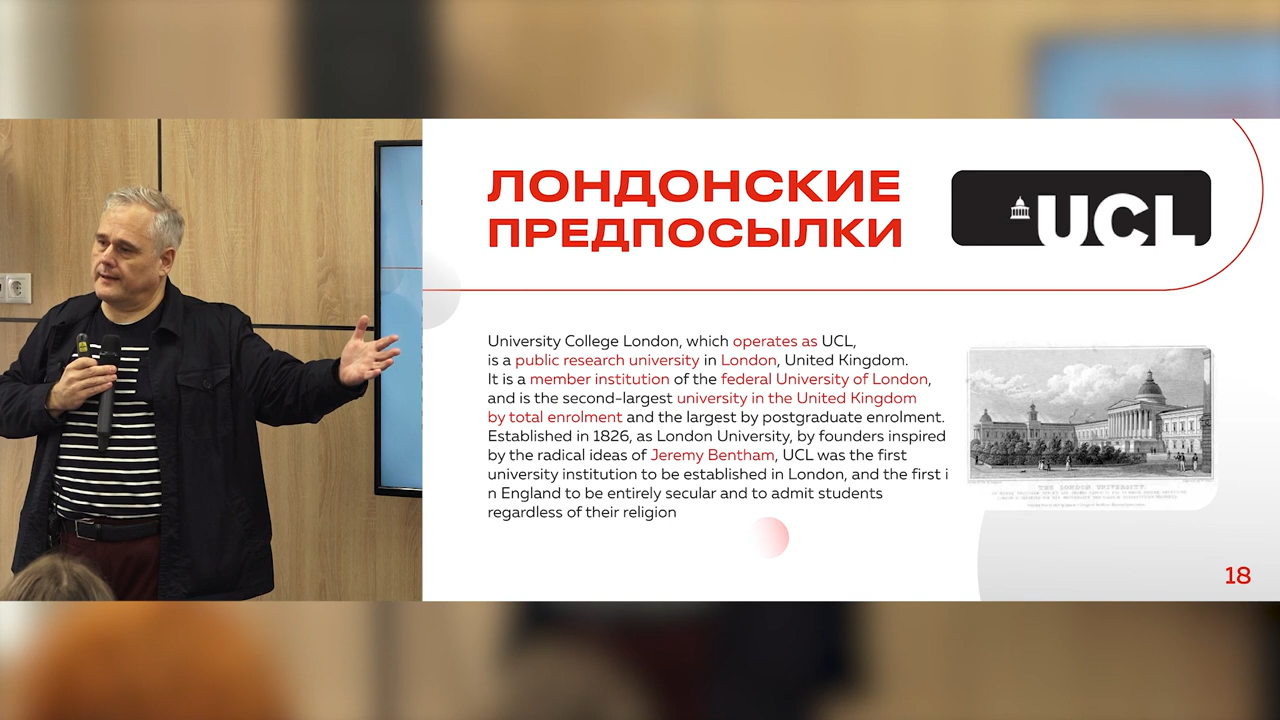 ЛОНДОНСКИЕ
ПРЕДПОСЫЛКИ
UCL
University College London, which operates as UCL,
is a public research university in London, United Kingdom.
It is a member institution of the federal University of London,
and is the second-largest university in the United Kingdom
by total enrolment and the largest by postgraduate enrolment.
Established in 1826, as London University, by founders inspired
by the radical ideas of Jeremy Bentham, UCL was the first
university institution to be established in London, and the first i
n England to be entirely secular and to admit students
regardless of their religion
THE LONDON UNIVERSITY.
18